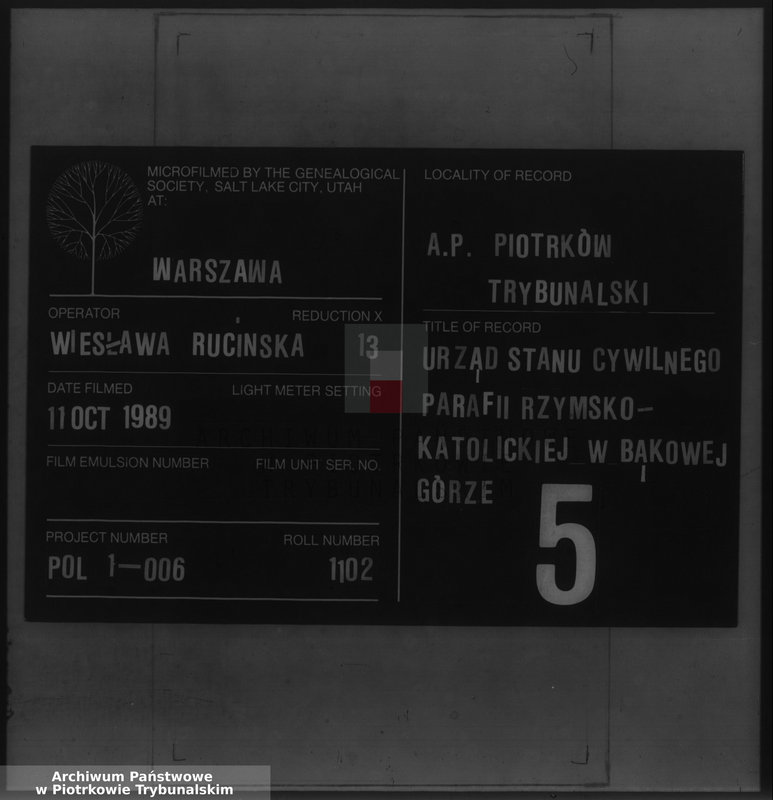 MICROFILMED BY THE GENEALOGICAL
SOCIETY, SALT LAKE CITY, UTAH
AT:
WARSZAWA
OPERATOR REDUCTION X
WIESŁAWA RUCIŃSKA 13
DATE FILMED LIGHT METER SETTING
11 OCT 1989
FILM EMULSION NUMBER FILM UNIT SER. NO.
PROJECT NUMBER ROLL NUMBER
POL 1-006 1102
LOCALITY OF RECORD
A.P. PIOTRKÓW
TRYBUNALSKI
TITLE OF RECORD
URZĄD STANU CYWILNEGO
PARAFII RZYMSKO-
KATOLICKIEJ W BĄKOWEJ
GÓRZE
5
ARCHIWUM
TRYBUNA
Archiwum Państwowe
w Piotrkowie Trybunalskim